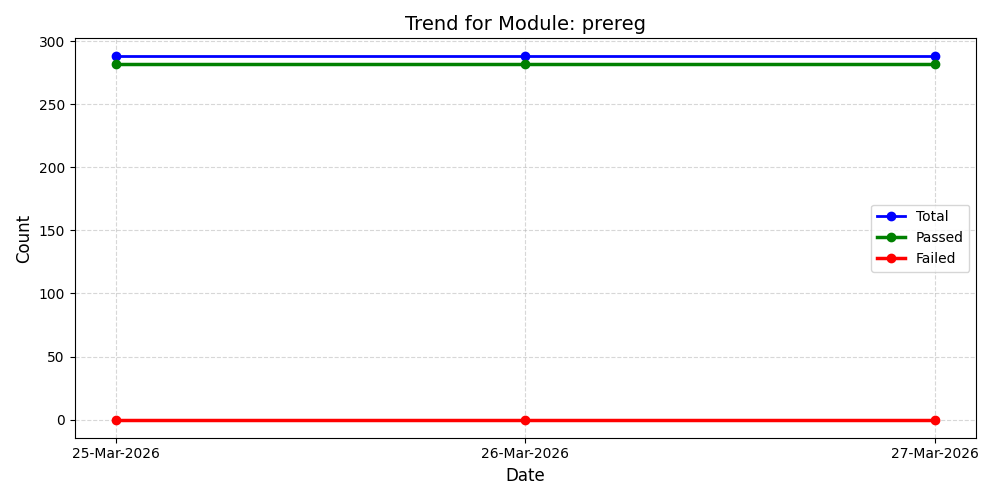 Trend for Module: prereg
300
250
200
150
100
50
0
Count
Total
Passed
Failed
25-Mar-2026
26-Mar-2026
27-Mar-2026
Date